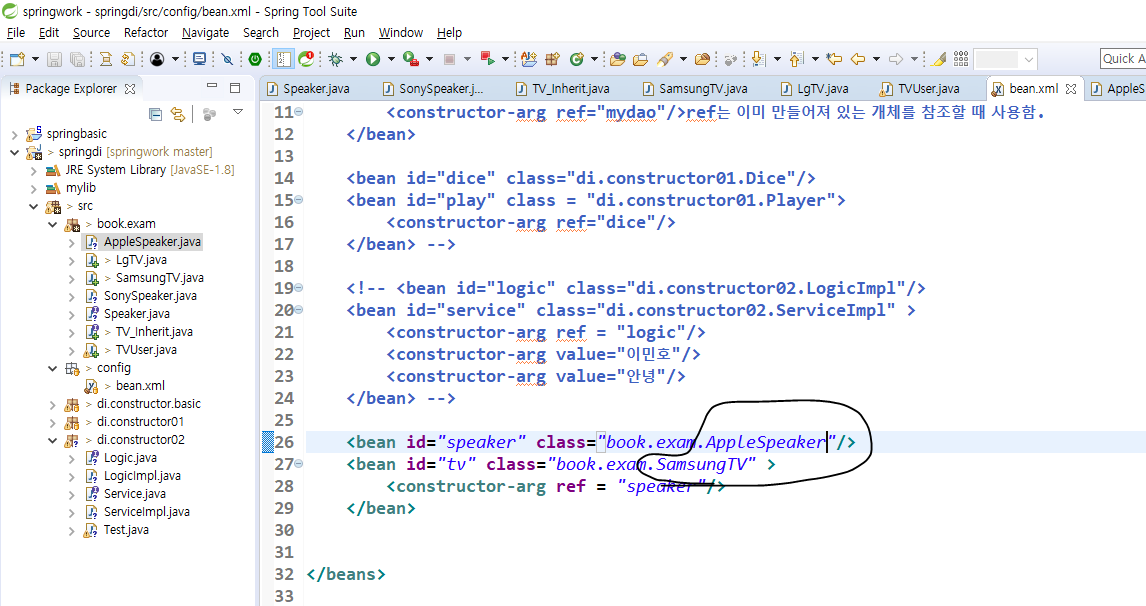 springwork - springdi/src/config/bean.xml - Spring Tool Suite
File Edit Source Refactor Navigate Search Project Run Window Help
Quick A
Package Explorer
Speaker.java SonySpeaker.j... TV_Inherit.java SamsungTV.java LgTV.java TVUser.java bean.xml AppleS
springbasic
> springdi [springwork master]
JRE System Library [JavaSE-1.8]
mylib
> src
> book.exam
AppleSpeaker.java
> LgTV.java
> SamsungTV.java
SonySpeaker.java
Speaker.java
> TV_Inherit.java
> TVUser.java
> config
> bean.xml
> di.constructor.basic
> di.constructor01
> di.constructor02
Logic.java
LogicImpl.java
Service.java
ServiceImpl.java
Test.java
11 <constructor-arg ref="mydao"/>ref는 이미 만들어져 있는 개체를 참조할 때 사용함.
12 </bean>
13
14 <bean id="dice" class="di.constructor01.Dice"/>
15 <bean id="play" class = "di.constructor01.Player">
16 <constructor-arg ref="dice"/>
17 </bean> -->
18
19 <!-- <bean id="logic" class="di.constructor02.LogicImpl"/>
20 <bean id="service" class="di.constructor02.ServiceImpl" >
21 <constructor-arg ref = "logic"/>
22 <constructor-arg value="이민호"/>
23 <constructor-arg value="안녕"/>
24 </bean> -->
25
26 <bean id="speaker" class="book.exam.AppleSpeaker"/>
27 <bean id="tv" class="book.exam.SamsungTV" >
28 <constructor-arg ref = "speaker"/>
29 </bean>
30
31
32 </beans>
33